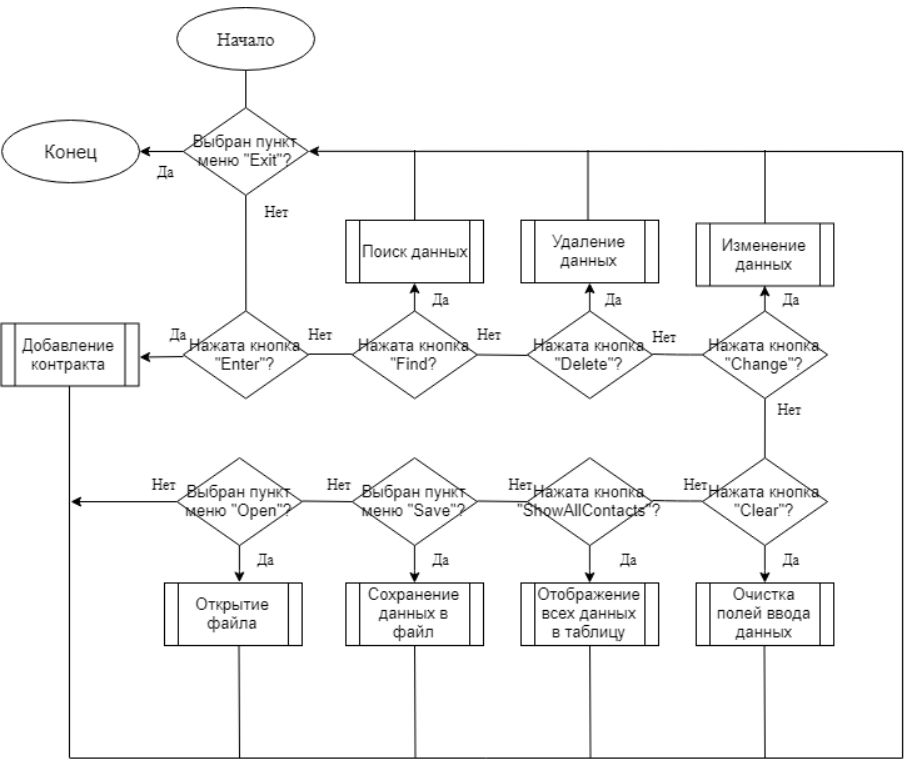 Начало
Выбран пункт
меню "Exit"?
Конец
Да
Нет
Поиск данных
Удаление
данных
Изменение
данных
Да
Да
Да
Добавление
контракта
Да
Нажата кнопка
"Enter"?
Нет
Нажата кнопка
"Find?
Нет
Нажата кнопка
"Delete"?
Нет
Нажата кнопка
"Change"?
Нет
Нет
Выбран пункт
меню "Open"?
Нет
Выбран пункт
меню "Save"?
Нет
Нажата кнопка
"ShowAllContacts"?
Нет
Нажата кнопка
"Clear"?
Да
Да
Да
Да
Открытие
файла
Сохранение
данных в
файл
Отображение
всех данных
в таблицу
Очистка
полей ввода
данных